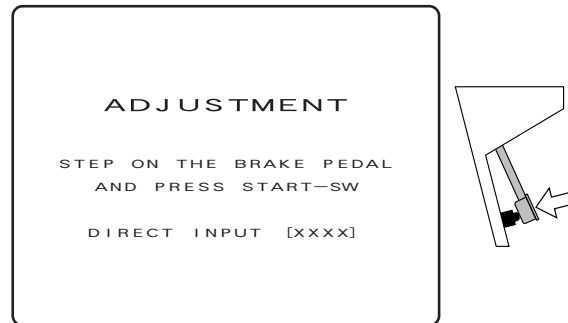 ADJUSTMENT
STEP ON THE BRAKE PEDAL
AND PRESS START-SW
DIRECT INPUT [XXXX]